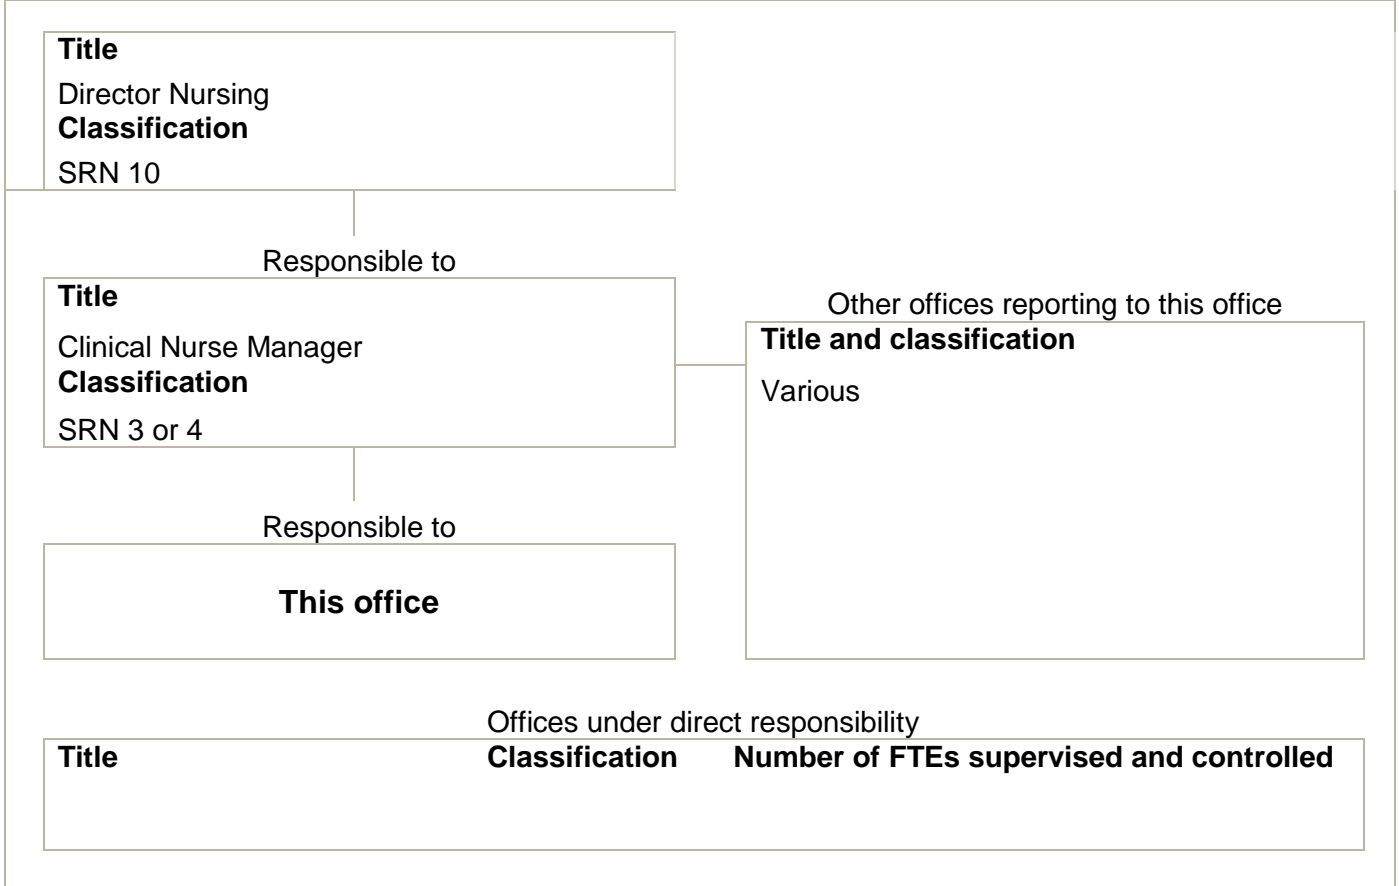 Title
Director Nursing
Classification
SRN 10
Responsible to
Title
Clinical Nurse Manager
Classification
SRN 3 or 4
Other offices reporting to this office
Title and classification
Various
Responsible to
This office
Offices under direct responsibility
Title Classification Number of FTEs supervised and controlled